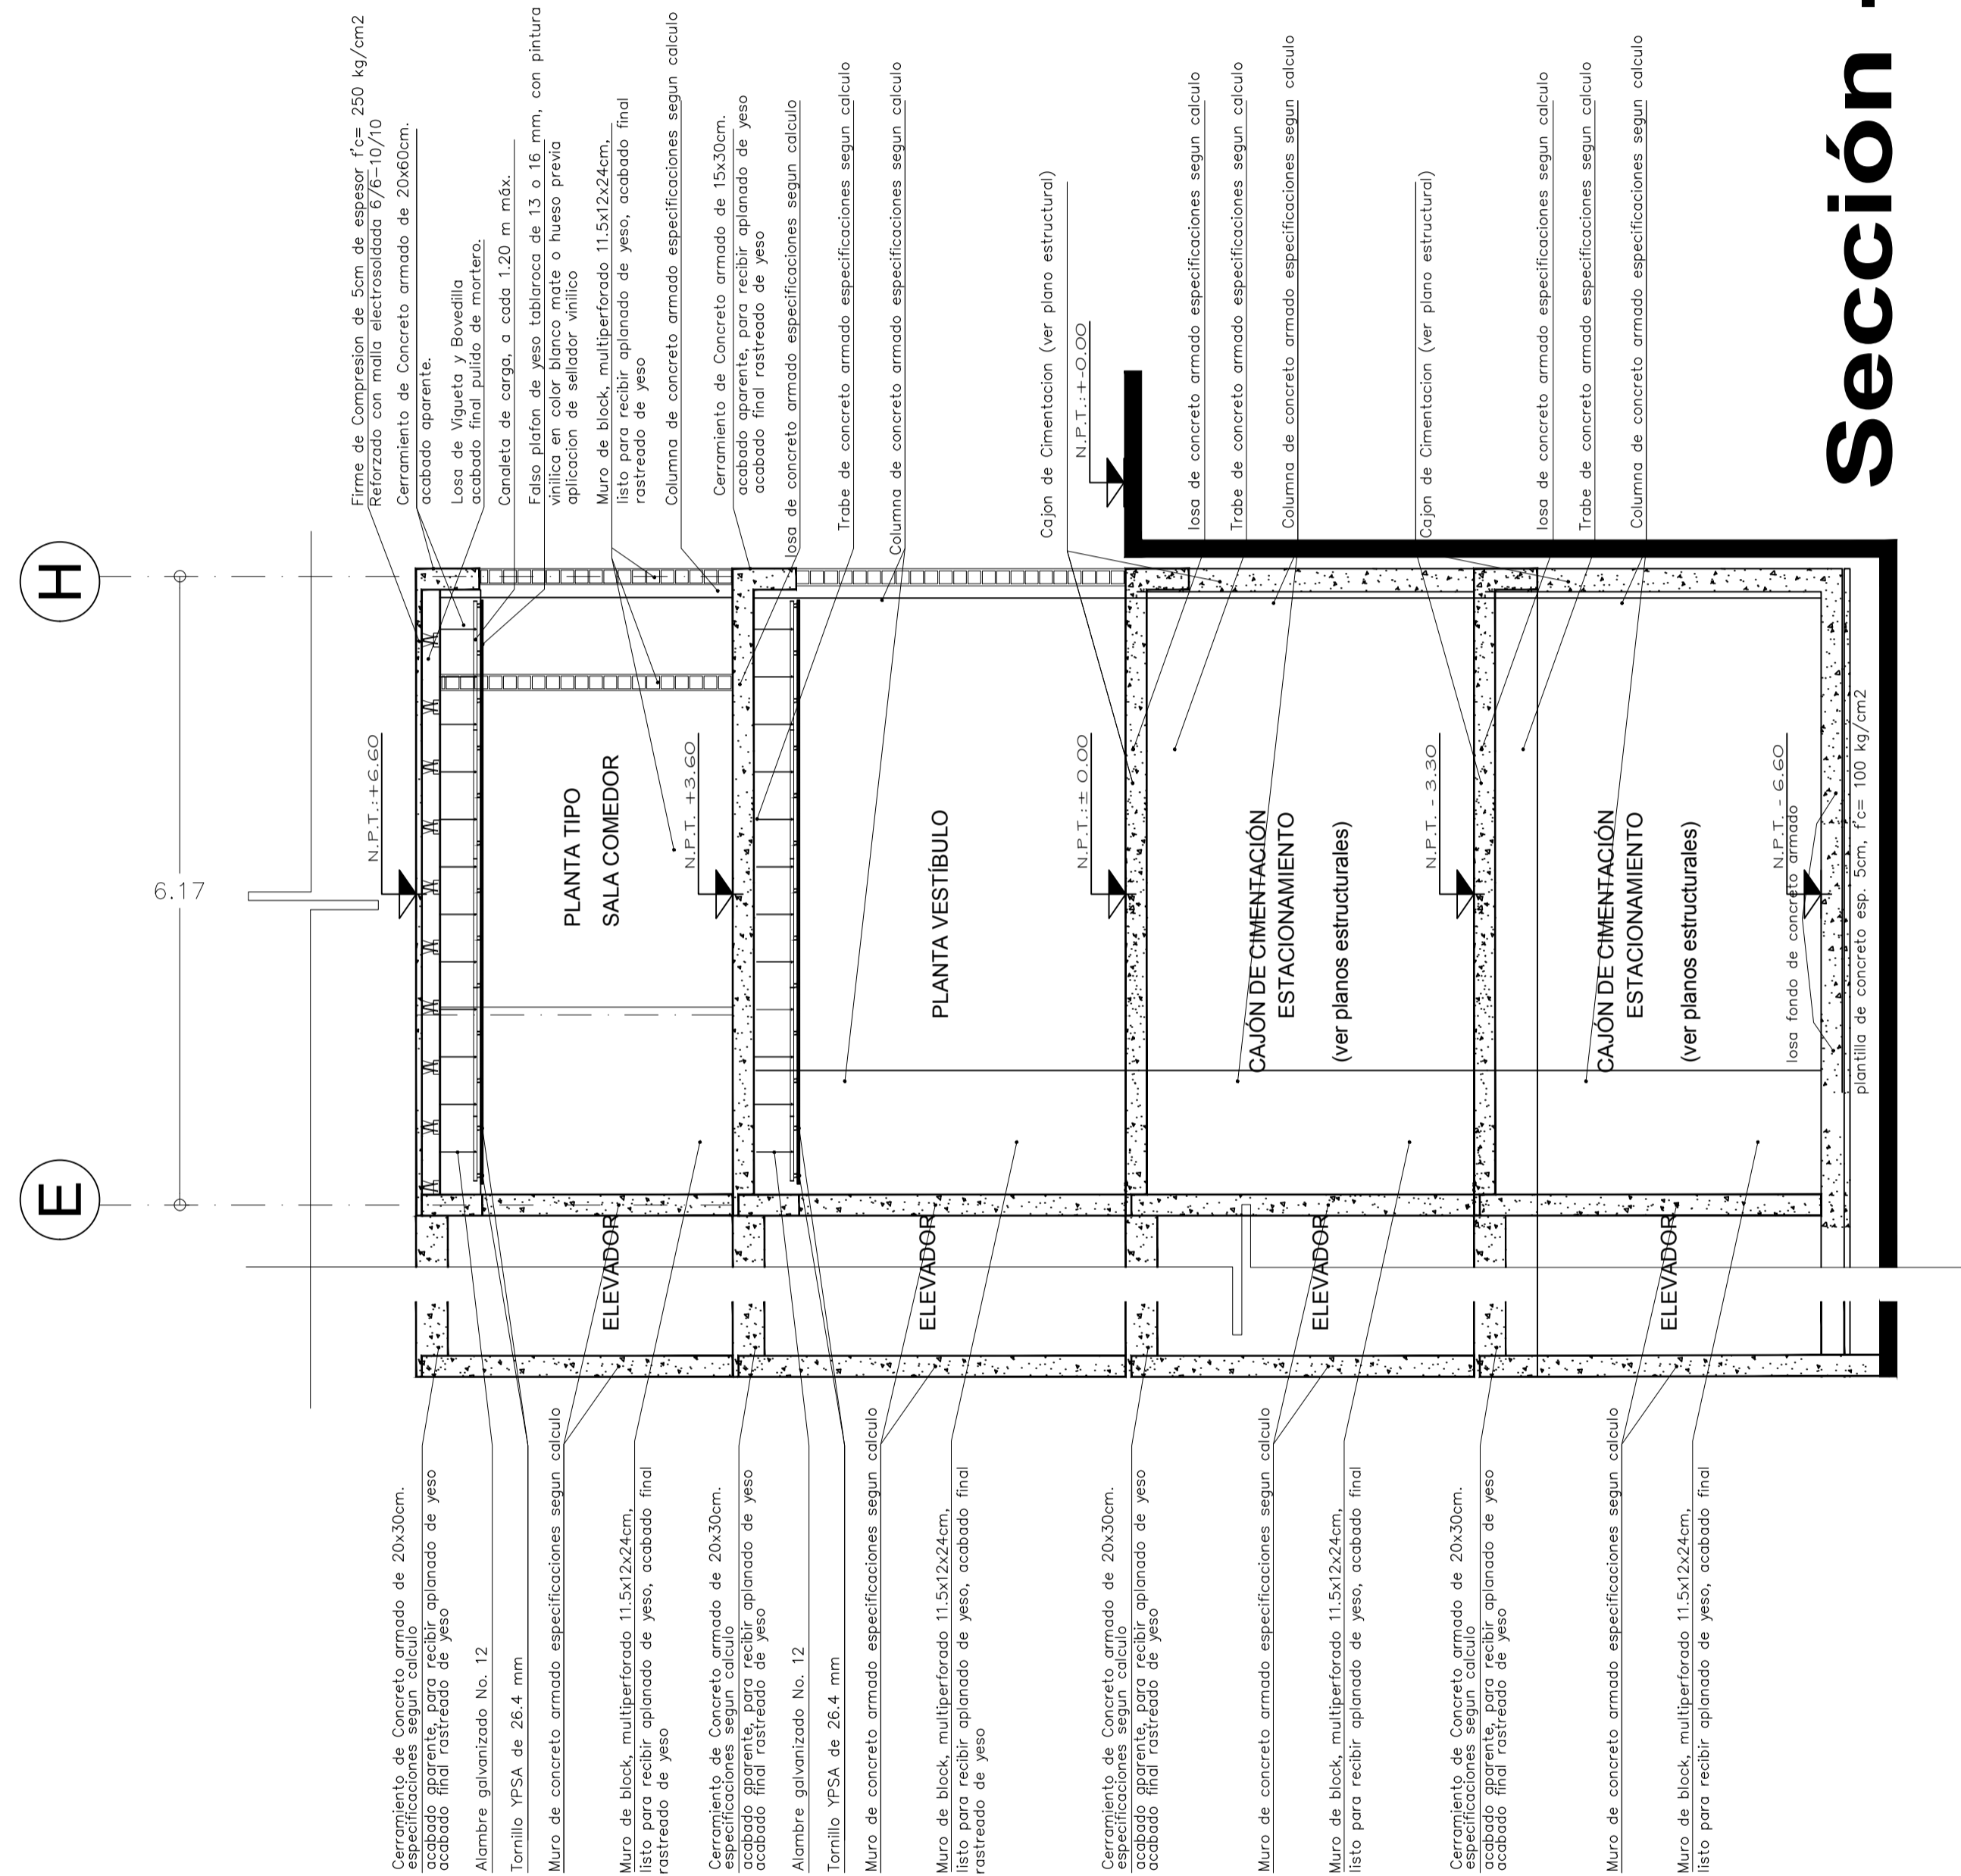 H
E
6.17
Firme de Compresion de 5cm de espesor f'c= 250 kg/cm2
Reforzado con malla electrosoldada 6/6-10/10
Cerramiento de Concreto armado de 20x60cm.
acabado aparente.
Losa de Vigueta y Bovedilla
acabado final pulido de mortero.
Canaleta de carga, a cada 1.20 m máx.
Falso plafon de yeso tablaroca de 13 o 16 mm, con pintura
vinilica en color blanco mate o hueso previa
aplicacion de sellador vinilico
Muro de block, multiperforado 11.5x12x24cm,
listo para recibir aplanado de yeso, acabado final
rastreado de yeso
Columna de concreto armado especificaciones segun calculo
Cerramiento de Concreto armado de 15x30cm.
acabado aparente, para recibir aplanado de yeso
acabado final rastreado de yeso
losa de concreto armado especificaciones segun calculo
Trabe de concreto armado especificaciones segun calculo
Columna de concreto armado especificaciones segun calculo
Cajon de Cimentacion (ver plano estructural)
N.P.T.:+-0.00
losa de concreto armado especificaciones segun calculo
Trabe de concreto armado especificaciones segun calculo
Columna de concreto armado especificaciones segun calculo
Cajon de Cimentacion (ver plano estructural)
losa de concreto armado especificaciones segun calculo
Trabe de concreto armado especificaciones segun calculo
Columna de concreto armado especificaciones segun calculo
N.P.T.:+6.60
PLANTA TIPO
SALA COMEDOR
N.P.T. +3.60
PLANTA VESTÍBULO
N.P.T.:± 0.00
CAJÓN DE CIMENTACIÓN
ESTACIONAMIENTO
(ver planos estructurales)
N.P.T. - 3.30
CAJÓN DE CIMENTACIÓN
ESTACIONAMIENTO
(ver planos estructurales)
N.P.T. - 6.60
losa fondo de concreto armado
plantilla de concreto esp. 5cm, f'c= 100 kg/cm2
ELEVADOR
ELEVADOR
ELEVADOR
ELEVADOR
Cerramiento de Concreto armado de 20x30cm.
especificaciones segun calculo
acabado aparente, para recibir aplanado de yeso
acabado final rastreado de yeso
Alambre galvanizado No. 12
Tornillo YPSA de 26.4 mm
Muro de concreto armado especificaciones segun calculo
Muro de block, multiperforado 11.5x12x24cm,
listo para recibir aplanado de yeso, acabado final
rastreado de yeso
Cerramiento de Concreto armado de 20x30cm.
especificaciones segun calculo
acabado aparente, para recibir aplanado de yeso
acabado final rastreado de yeso
Alambre galvanizado No. 12
Tornillo YPSA de 26.4 mm
Muro de concreto armado especificaciones segun calculo
Muro de block, multiperforado 11.5x12x24cm,
listo para recibir aplanado de yeso, acabado final
rastreado de yeso
Cerramiento de Concreto armado de 20x30cm.
especificaciones segun calculo
acabado aparente, para recibir aplanado de yeso
acabado final rastreado de yeso
Muro de concreto armado especificaciones segun calculo
Muro de block, multiperforado 11.5x12x24cm,
listo para recibir aplanado de yeso, acabado final
Cerramiento de Concreto armado de 20x30cm.
especificaciones segun calculo
acabado aparente, para recibir aplanado de yeso
acabado final rastreado de yeso
Muro de concreto armado especificaciones segun calculo
Muro de block, multiperforado 11.5x12x24cm,
listo para recibir aplanado de yeso, acabado final
Sección